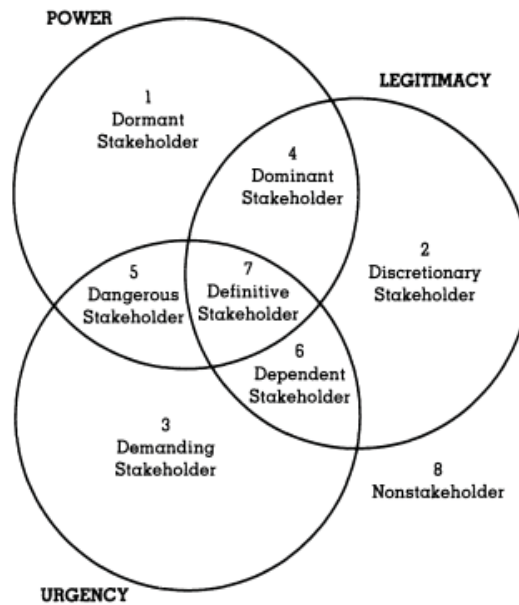 POWER
1
Dormant
Stakeholder
LEGITIMACY
4
Dominant
Stakeholder
2
Discretionary
Stakeholder
5
Dangerous
Stakeholder
7
Definitive
Stakeholder
6
Dependent
Stakeholder
3
Demanding
Stakeholder
8
Nonstakeholder
URGENCY